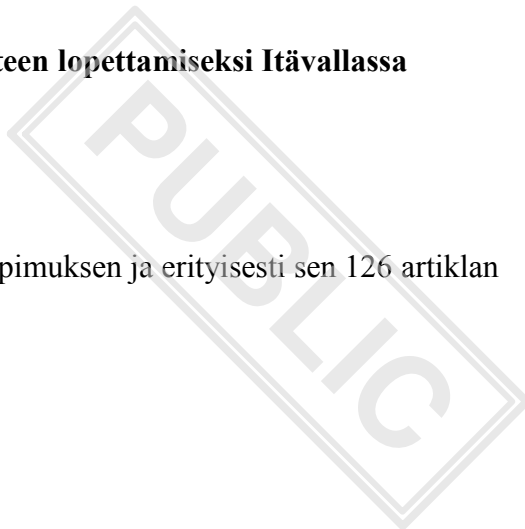 teen lopettamiseksi Itävallassa
pimuksen ja erityisesti sen 126 artiklan
PUBLIC